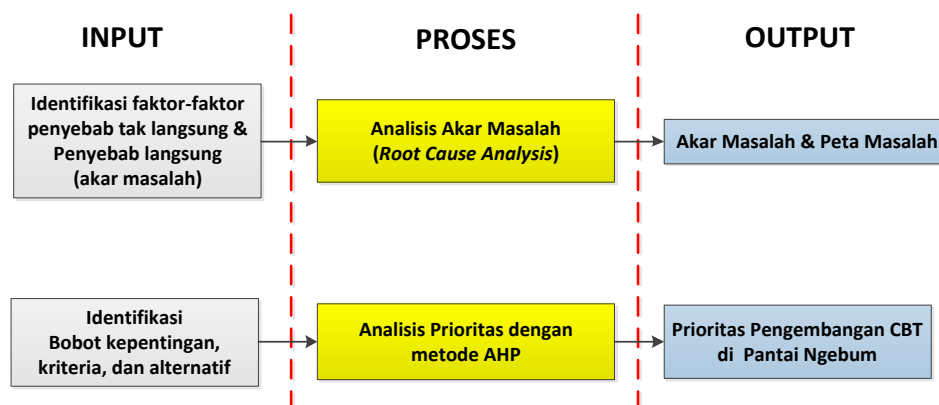 INPUT
PROSES
OUTPUT
Identifikasi faktor-faktor
penyebab tak langsung &
Penyebab langsung
(akar masalah)
Analisis Akar Masalah
(Root Cause Analysis)
Akar Masalah & Peta Masalah
Identifikasi
Bobot kepentingan,
kriteria, dan alternatif
Analisis Prioritas dengan
metode AHP
Prioritas Pengembangan CBT
di Pantai Ngebum